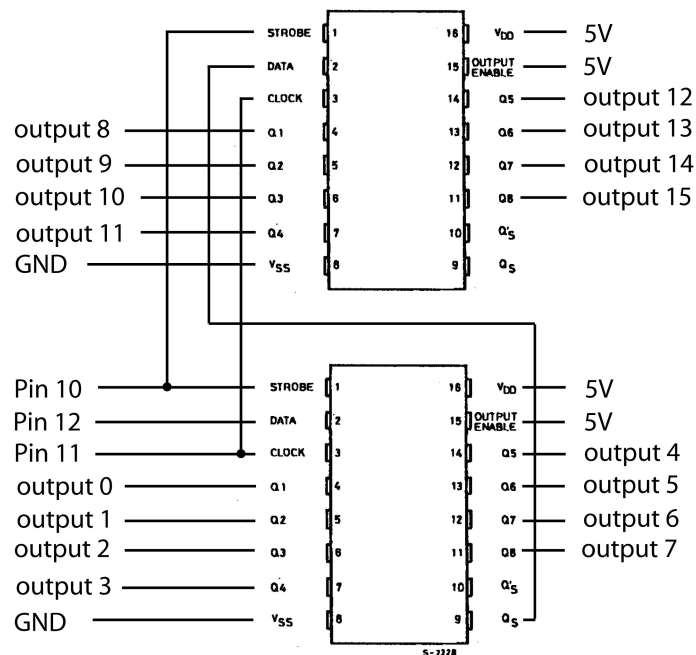 STROBE 1 16 VDD 5V
DATA 2 15 OUTPUT ENABLE 5V
CLOCK 3 14 Q5 output 12
output 8 Q1 4 13 Q6 output 13
output 9 Q2 5 12 Q7 output 14
output 10 Q3 6 11 Q8 output 15
output 11 Q4 7 10 Q'S
GND VSS 8 9 QS
Pin 10 STROBE 1 16 VDD 5V
Pin 12 DATA 2 15 OUTPUT ENABLE 5V
Pin 11 CLOCK 3 14 Q5 output 4
output 0 Q1 4 13 Q6 output 5
output 1 Q2 5 12 Q7 output 6
output 2 Q3 6 11 Q8 output 7
output 3 Q4 7 10 Q'S
GND VSS 8 9 QS
S-2228